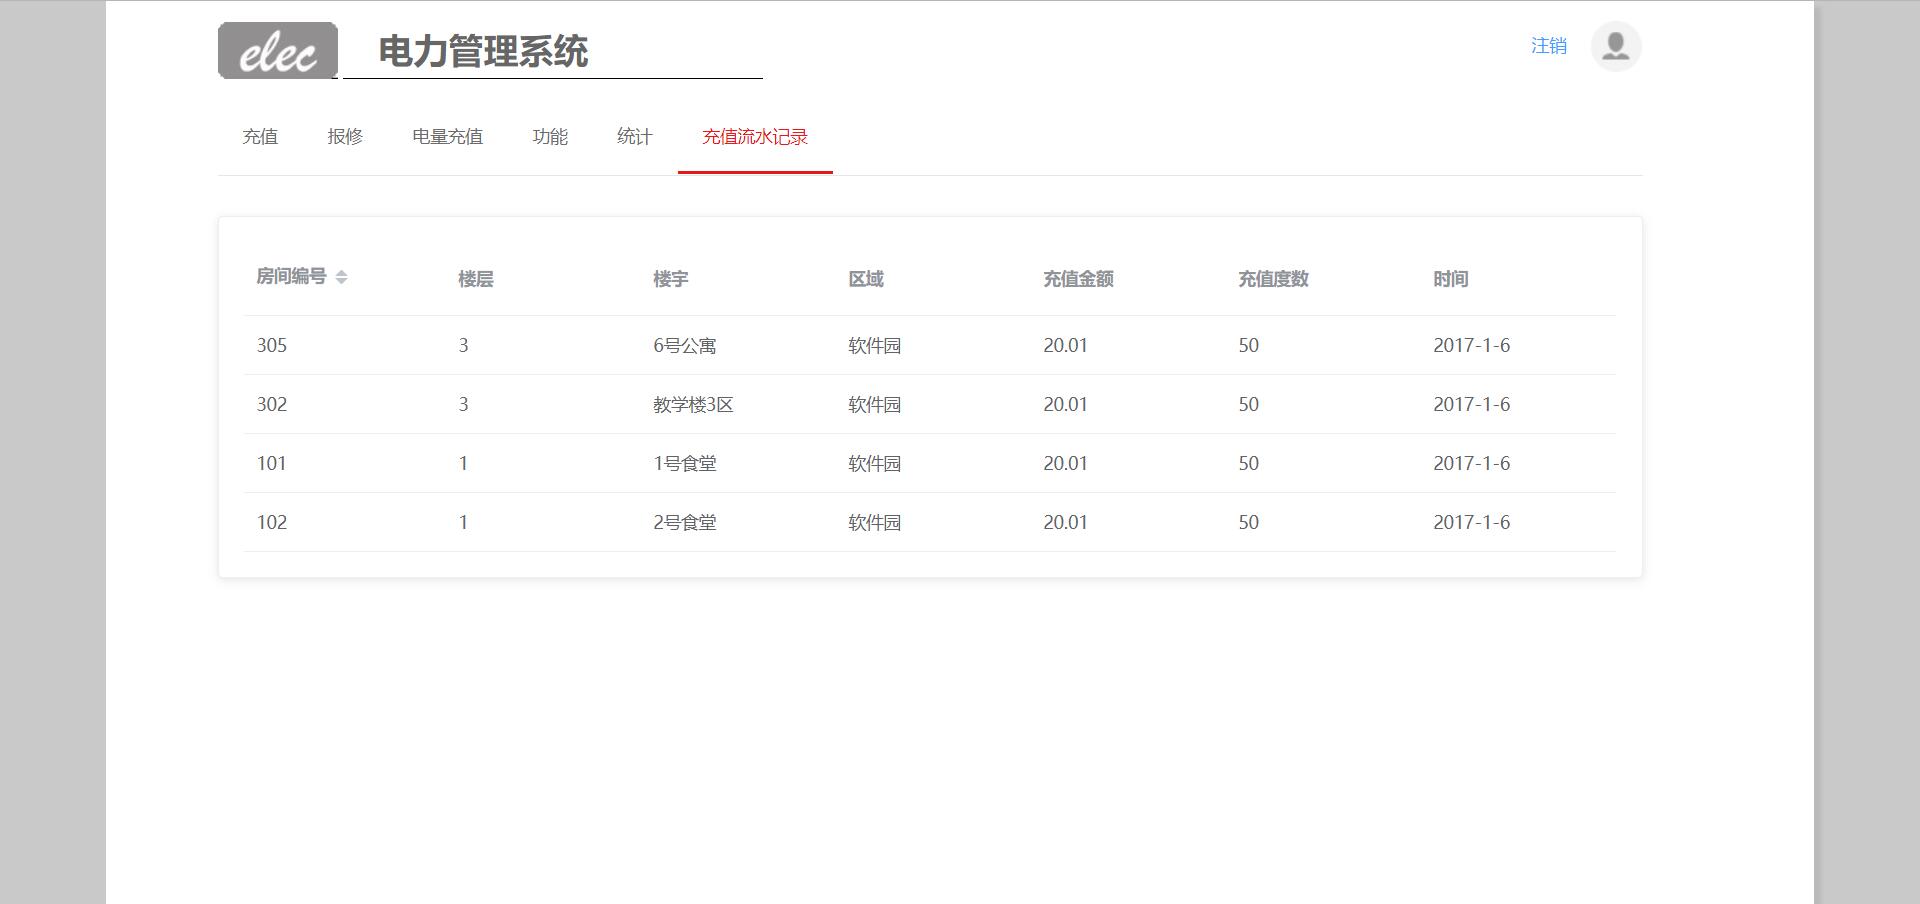 elec 电力管理系统 注销
充值 报修 电量充值 功能 统计 充值流水记录
房间编号 楼层 楼宇 区域 充值金额 充值度数 时间
305 3 6号公寓 软件园 20.01 50 2017-1-6
302 3 教学楼3区 软件园 20.01 50 2017-1-6
101 1 1号食堂 软件园 20.01 50 2017-1-6
102 1 2号食堂 软件园 20.01 50 2017-1-6